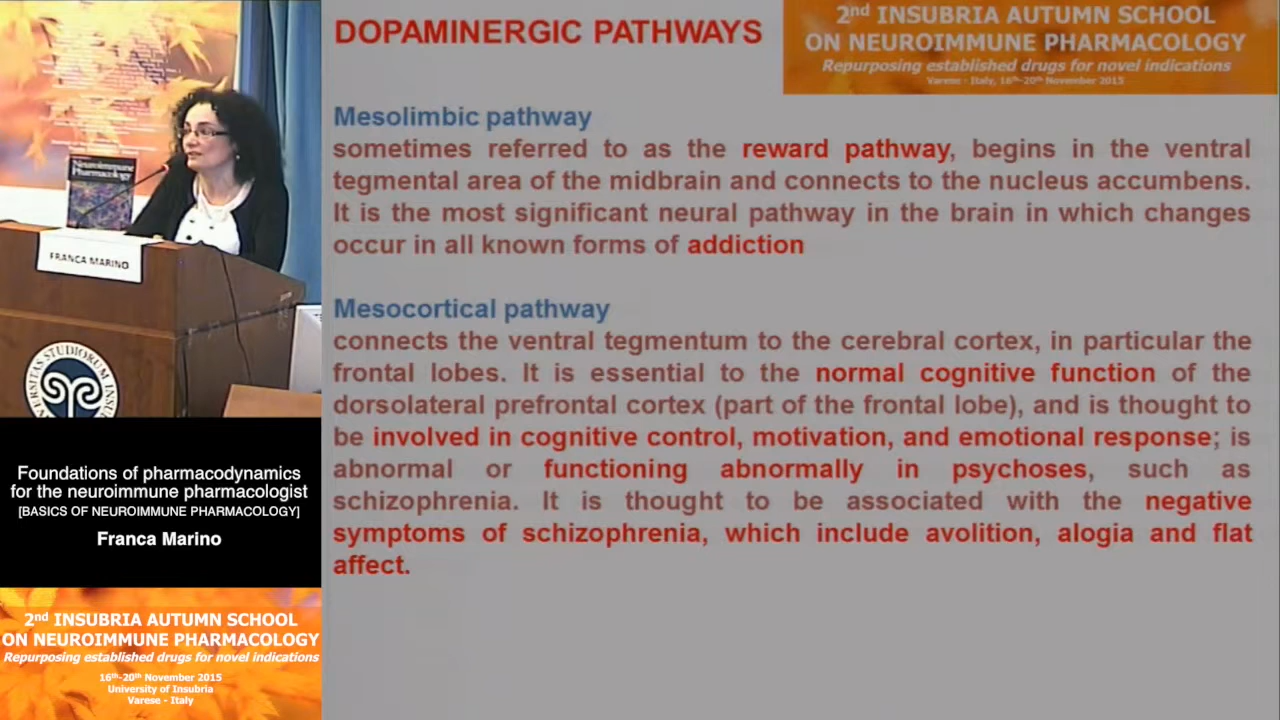 DOPAMINERGIC PATHWAYS
2nd INSUBRIA AUTUMN SCHOOL
ON NEUROIMMUNE PHARMACOLOGY
Repurposing established drugs for novel indications
Varese - Italy, 16th-20th November 2015
Mesolimbic pathway
sometimes referred to as the reward pathway, begins in the ventral
tegmental area of the midbrain and connects to the nucleus accumbens.
It is the most significant neural pathway in the brain in which changes
occur in all known forms of addiction
Mesocortical pathway
connects the ventral tegmentum to the cerebral cortex, in particular the
frontal lobes. It is essential to the normal cognitive function of the
dorsolateral prefrontal cortex (part of the frontal lobe), and is thought to
be involved in cognitive control, motivation, and emotional response; is
abnormal or functioning abnormally in psychoses, such as
schizophrenia. It is thought to be associated with the negative
symptoms of schizophrenia, which include avolition, alogia and flat
affect.
Neuroimmune
Pharmacology
FRANCA MARINO
Foundations of pharmacodynamics
for the neuroimmune pharmacologist
[BASICS OF NEUROIMMUNE PHARMACOLOGY]
Franca Marino
2nd INSUBRIA AUTUMN SCHOOL
ON NEUROIMMUNE PHARMACOLOGY
Repurposing established drugs for novel indications
16th-20th November 2015
University of Insubria
Varese - Italy